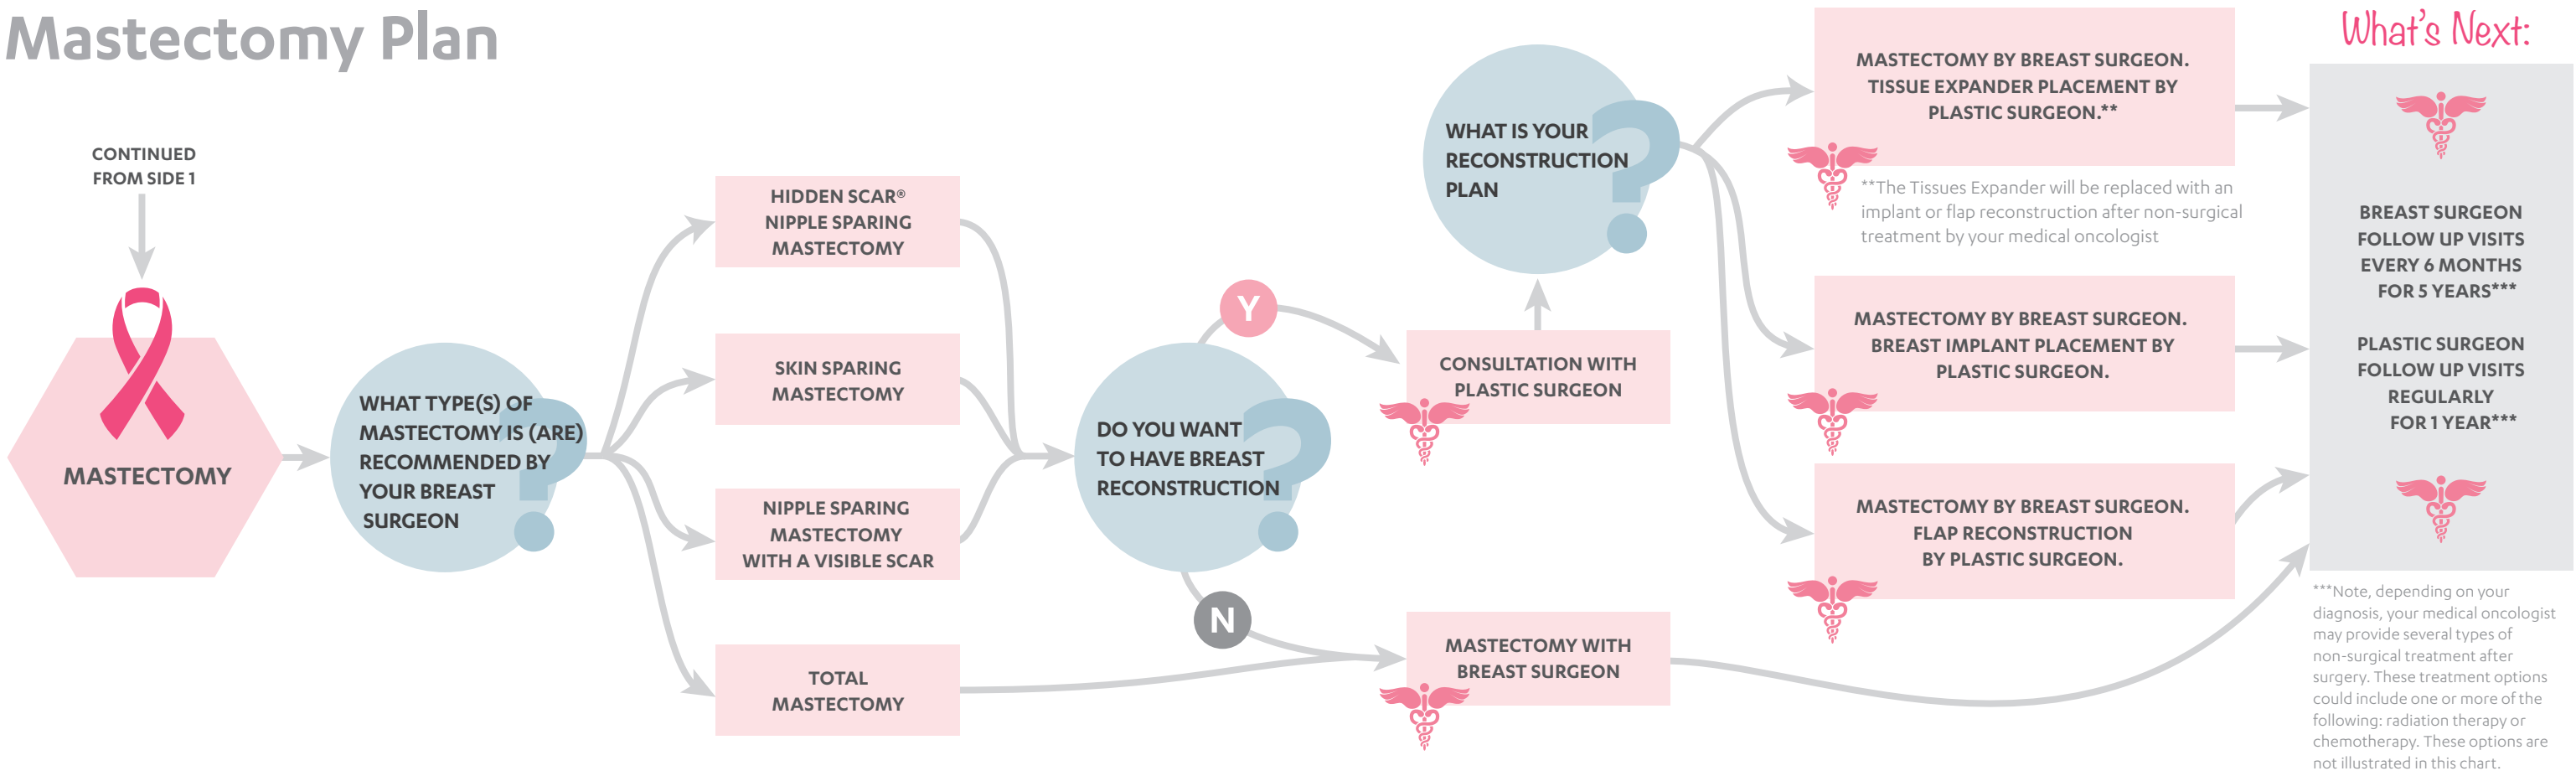 Mastectomy Plan
CONTINUED
FROM SIDE 1
MASTECTOMY
WHAT TYPE(S) OF
MASTECTOMY IS (ARE)
RECOMMENDED BY
YOUR BREAST
SURGEON
?
HIDDEN SCAR®
NIPPLE SPARING
MASTECTOMY
SKIN SPARING
MASTECTOMY
NIPPLE SPARING
MASTECTOMY
WITH A VISIBLE SCAR
TOTAL
MASTECTOMY
DO YOU WANT
TO HAVE BREAST
RECONSTRUCTION
?
Y
N
CONSULTATION WITH
PLASTIC SURGEON
MASTECTOMY WITH
BREAST SURGEON
WHAT IS YOUR
RECONSTRUCTION
PLAN
?
MASTECTOMY BY BREAST SURGEON.
TISSUE EXPANDER PLACEMENT BY
PLASTIC SURGEON.**
**The Tissues Expander will be replaced with an
implant or flap reconstruction after non-surgical
treatment by your medical oncologist
MASTECTOMY BY BREAST SURGEON.
BREAST IMPLANT PLACEMENT BY
PLASTIC SURGEON.
MASTECTOMY BY BREAST SURGEON.
FLAP RECONSTRUCTION
BY PLASTIC SURGEON.
What's Next:
BREAST SURGEON
FOLLOW UP VISITS
EVERY 6 MONTHS
FOR 5 YEARS***
PLASTIC SURGEON
FOLLOW UP VISITS
REGULARLY
FOR 1 YEAR***
***Note, depending on your
diagnosis, your medical oncologist
may provide several types of
non-surgical treatment after
surgery. These treatment options
could include one or more of the
following: radiation therapy or
chemotherapy. These options are
not illustrated in this chart.